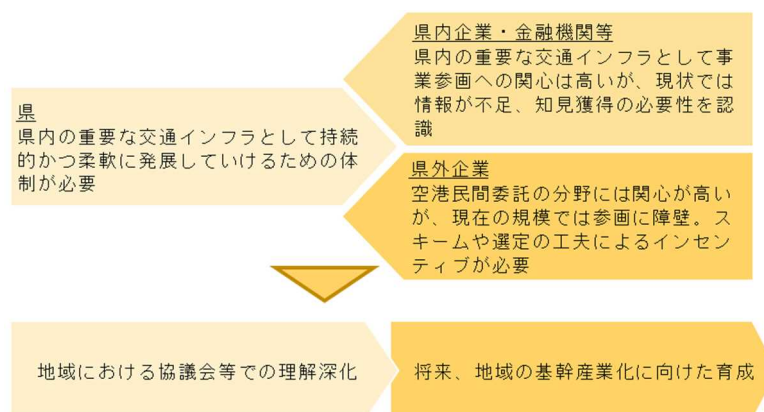 県
県内の重要な交通インフラとして持続
的かつ柔軟に発展していけるための体
制が必要
県内企業・金融機関等
県内の重要な交通インフラとして事
業参画への関心は高いが、現状では
情報が不足、知見獲得の必要性を認
識
県外企業
空港民間委託の分野には関心が高い
が、現在の規模では参画に障壁。ス
キームや選定の工夫によるインセン
ティブが必要
地域における協議会等での理解深化
将来、地域の基幹産業化に向けた育成